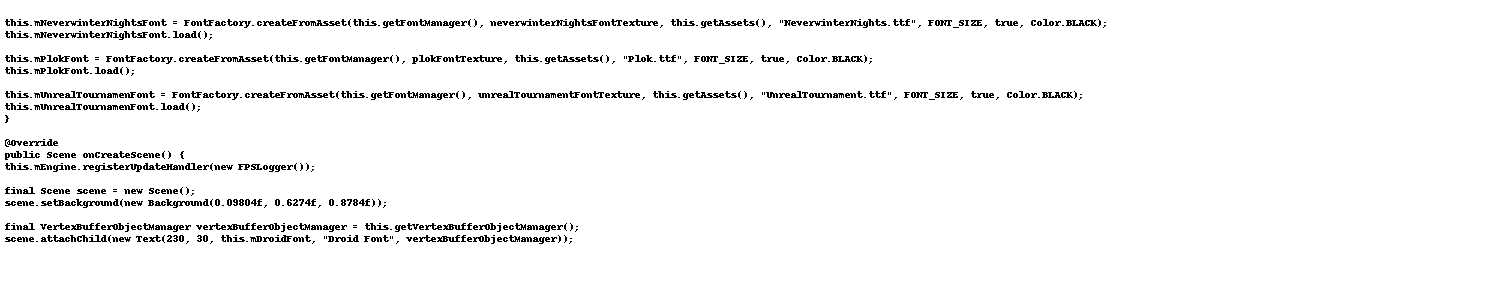 this.mNeverwinterNightsFont = FontFactory.createFromAsset(this.getFontManager(), neverwinterNightsFontTexture, this.getAssets(), "NeverwinterNights.ttf", FONT_SIZE, true, Color.BLACK);
this.mNeverwinterNightsFont.load();
this.mPlokFont = FontFactory.createFromAsset(this.getFontManager(), plokFontTexture, this.getAssets(), "Plok.ttf", FONT_SIZE, true, Color.BLACK);
this.mPlokFont.load();
this.mUnrealTournamenFont = FontFactory.createFromAsset(this.getFontManager(), unrealTournamentFontTexture, this.getAssets(), "UnrealTournament.ttf", FONT_SIZE, true, Color.BLACK);
this.mUnrealTournamenFont.load();
}
@Override
public Scene onCreateScene() {
this.mEngine.registerUpdateHandler(new FPSLogger());
final Scene scene = new Scene();
scene.setBackground(new Background(0.09804f, 0.6274f, 0.8784f));
final VertexBufferObjectManager vertexBufferObjectManager = this.getVertexBufferObjectManager();
scene.attachChild(new Text(230, 30, this.mDroidFont, "Droid Font", vertexBufferObjectManager));